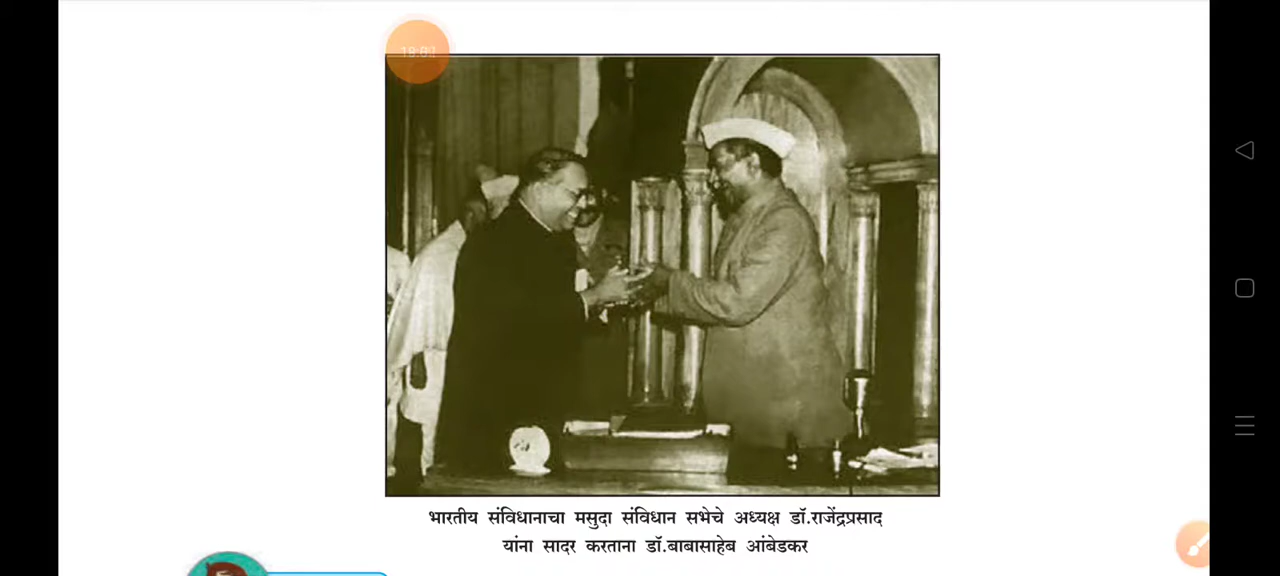 भारतीय संविधानाचा मसुदा संविधान सभेचे अध्यक्ष डॉ.राजेंद्रप्रसाद
यांना सादर करताना डॉ.बाबासाहेब आंबेडकर